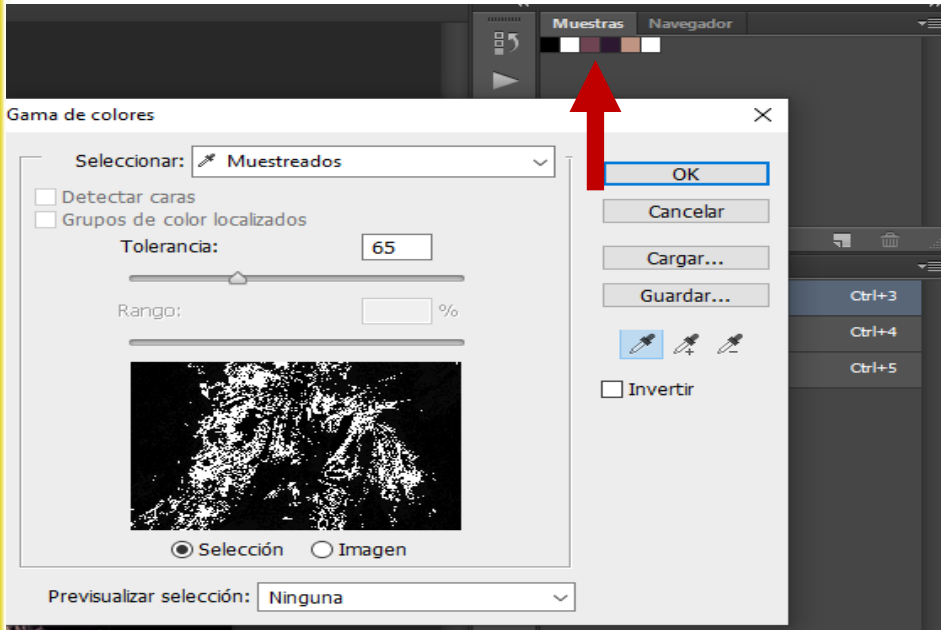 Muestras Navegador
Gama de colores
Seleccionar: Muestreados
OK
Detectar caras
Cancelar
Grupos de color localizados
Tolerancia: 65
Cargar...
Rango: %
Guardar...
Ctrl+3
Ctrl+4
Ctrl+5
Invertir
Selección Imagen
Previsualizar selección: Ninguna